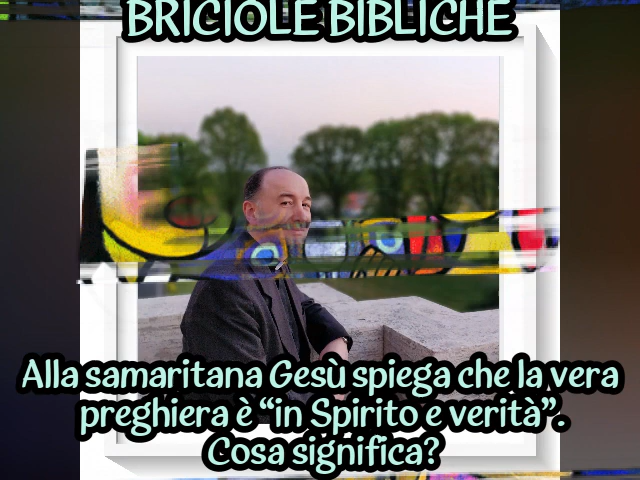 BRICIOLE BIBLICHE
Alla samaritana Gesù spiega che la vera
preghiera è “in Spirito e verità”.
Cosa significa?